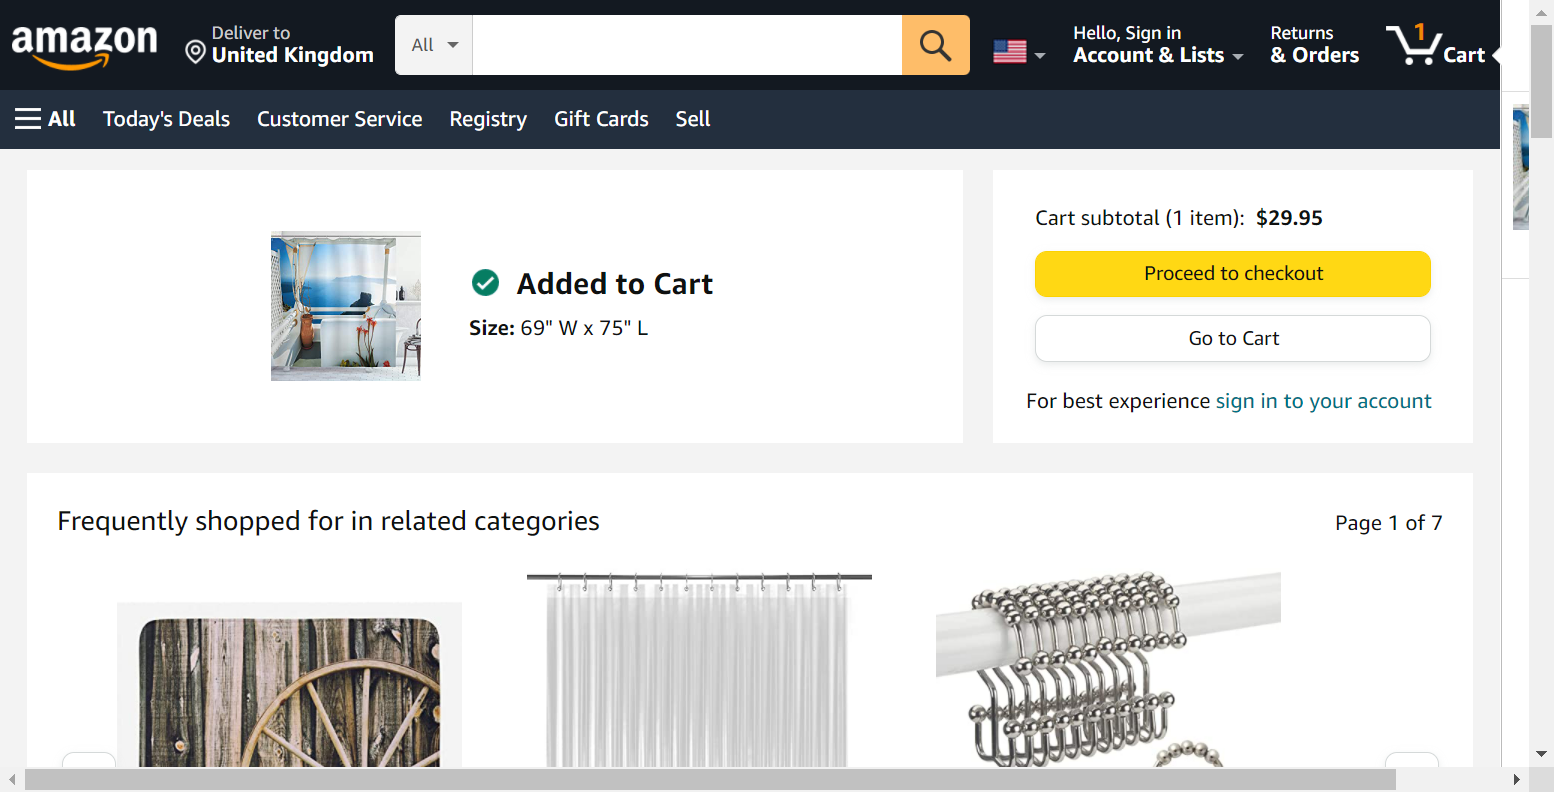 amazon
Deliver to
United Kingdom
All
Hello, Sign in
Account & Lists
Returns
& Orders
1
Cart
All
Today's Deals
Customer Service
Registry
Gift Cards
Sell
Added to Cart
Size: 69" W x 75" L
Cart subtotal (1 item): $29.95
Proceed to checkout
Go to Cart
For best experience sign in to your account
Frequently shopped for in related categories
Page 1 of 7